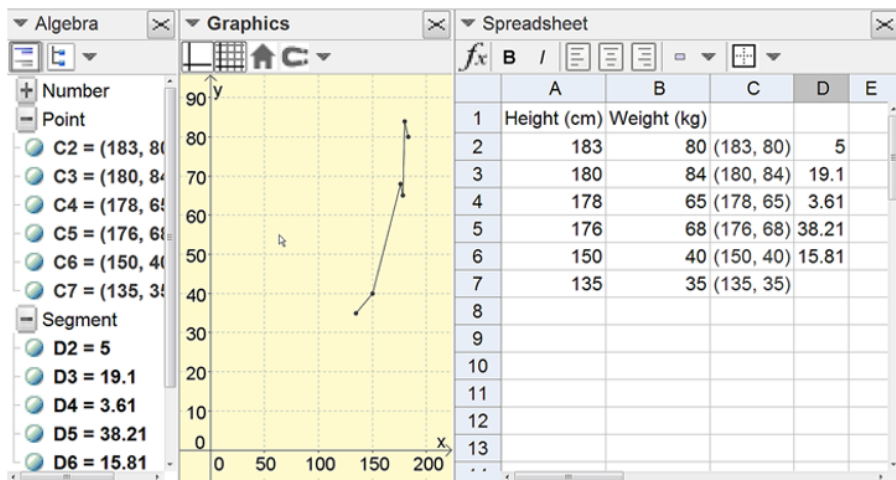 Algebra
Graphics
Spreadsheet
fx B I
Number
Point
C2 = (183, 80
C3 = (180, 84
C4 = (178, 65
C5 = (176, 68
C6 = (150, 40
C7 = (135, 35
Segment
D2 = 5
D3 = 19.1
D4 = 3.61
D5 = 38.21
D6 = 15.81
y
90
80
70
60
50
40
30
20
10
0
x
0 50 100 150 200
A B C D E
1 Height (cm) Weight (kg)
2 183 80 (183, 80) 5
3 180 84 (180, 84) 19.1
4 178 65 (178, 65) 3.61
5 176 68 (176, 68) 38.21
6 150 40 (150, 40) 15.81
7 135 35 (135, 35)
8
9
10
11
12
13